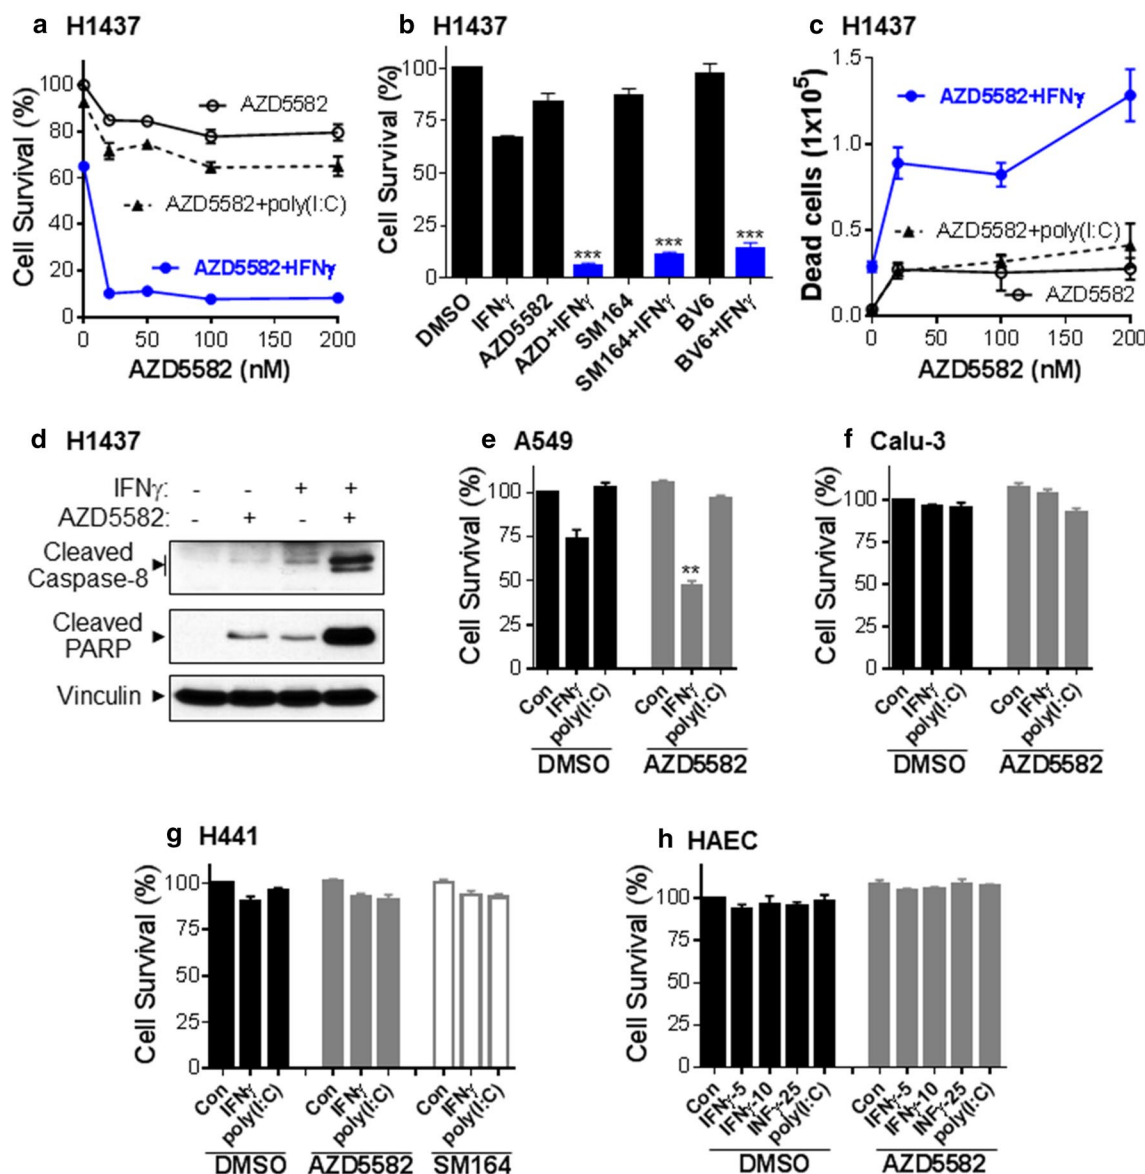 a H1437
Cell Survival (%)
100
80
60
40
20
0
AZD5582
AZD5582+poly(I:C)
AZD5582+IFNγ
0 50 100 150 200
AZD5582 (nM)
b H1437
Cell Survival (%)
100
75
50
25
0
***
***
***
DMSO
IFNγ
AZD5582
AZD+IFNγ
SM164
SM164+IFNγ
BV6
BV6+IFNγ
c H1437
Dead cells (1x10⁵)
1.5
1.0
0.5
0.0
AZD5582+IFNγ
AZD5582+poly(I:C)
AZD5582
0 50 100 150 200
AZD5582 (nM)
d H1437
IFNγ: - - + +
AZD5582: - + - +
Cleaved
Caspase-8
Cleaved
PARP
Vinculin
e A549
Cell Survival (%)
100
75
50
25
0
**
Con
IFNγ
poly(I:C)
Con
IFNγ
poly(I:C)
DMSO AZD5582
f Calu-3
Cell Survival (%)
100
75
50
25
0
Con
IFNγ
poly(I:C)
Con
IFNγ
poly(I:C)
DMSO AZD5582
g H441
Cell Survival (%)
100
75
50
25
0
Con
IFNγ
poly(I:C)
Con
IFNγ
poly(I:C)
Con
IFNγ
poly(I:C)
DMSO AZD5582 SM164
h HAEC
Cell Survival (%)
100
75
50
25
0
Con
IFNγ-5
IFNγ-10
INFγ-25
poly(I:C)
Con
IFNγ-5
IFNγ-10
INFγ-25
poly(I:C)
DMSO AZD5582